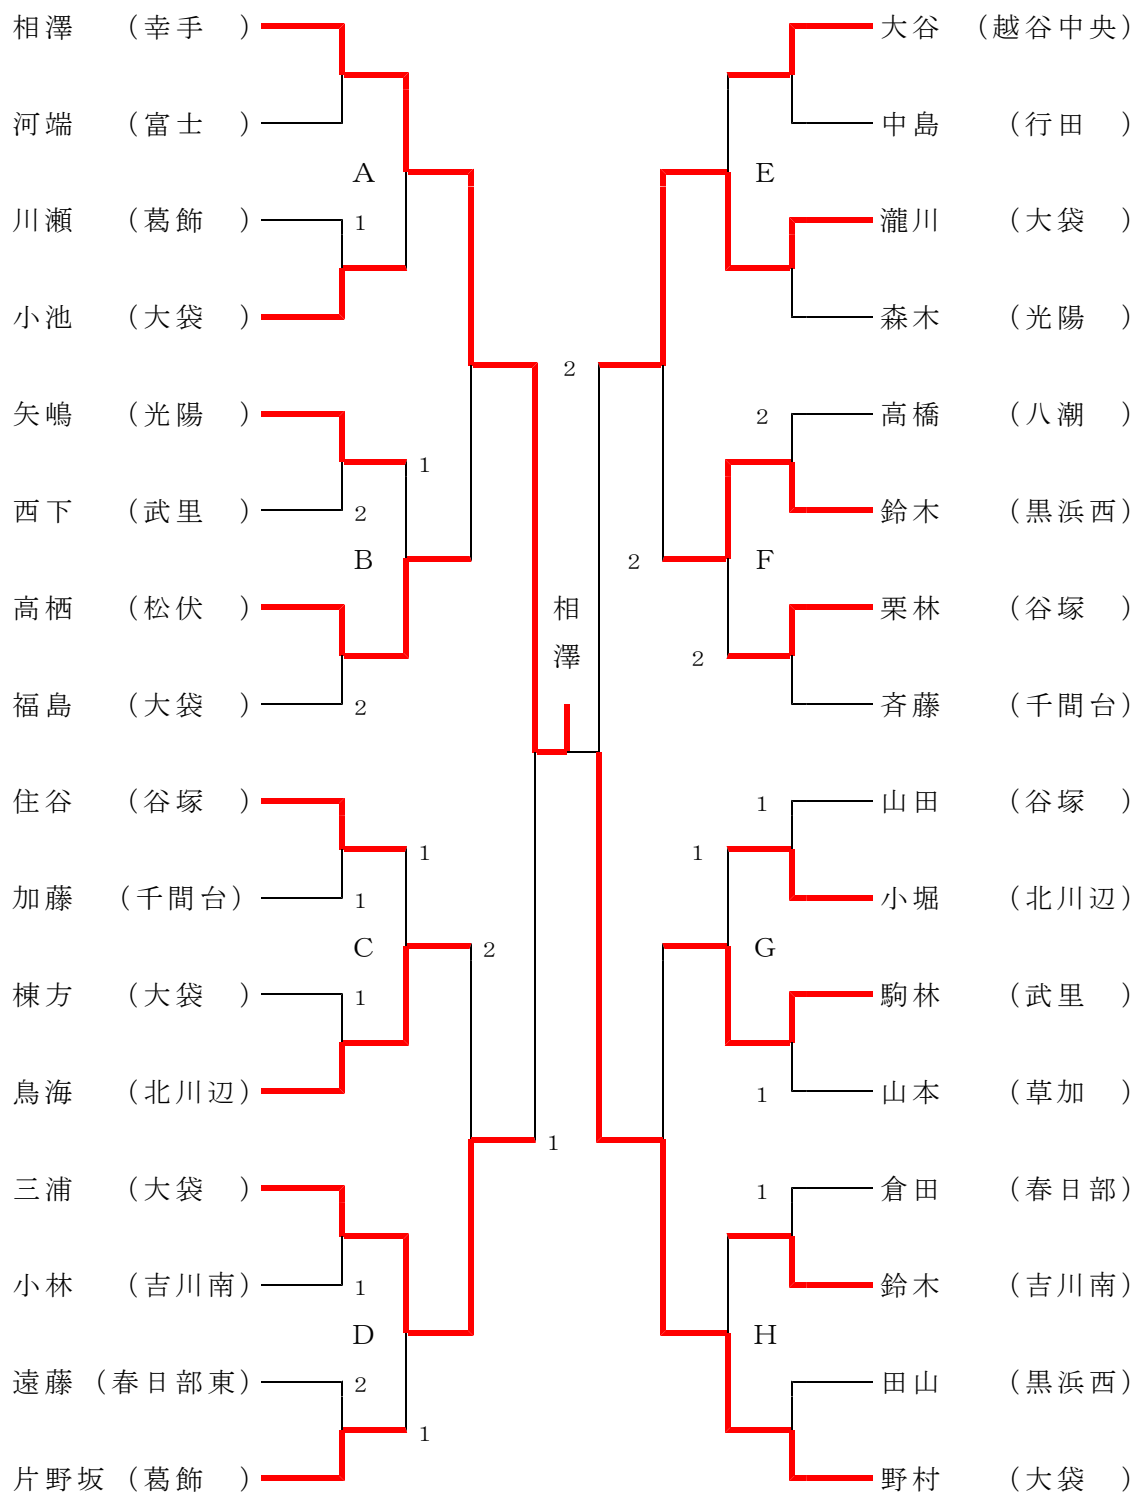 相澤 （幸手 ）
河端 （富士 ）
A
川瀬 （葛飾 ） 1
小池 （大袋 ）
矢嶋 （光陽 ）
1
西下 （武里 ） 2
B
高栖 （松伏 ）
福島 （大袋 ） 2
住谷 （谷塚 ）
1
加藤 （千間台） 1
C
2
棟方 （大袋 ） 1
鳥海 （北川辺）
1
三浦 （大袋 ）
小林 （吉川南） 1
D
遠藤 （春日部東） 2
1
片野坂 （葛飾 ）
2
相
澤
大谷 （越谷中央）
中島 （行田 ）
E
瀧川 （大袋 ）
森木 （光陽 ）
2 高橋 （八潮 ）
鈴木 （黒浜西）
2
F
栗林 （谷塚 ）
2
斉藤 （千間台）
1 山田 （谷塚 ）
1
小堀 （北川辺）
G
駒林 （武里 ）
1 山本 （草加 ）
1 倉田 （春日部）
鈴木 （吉川南）
H
田山 （黒浜西）
野村 （大袋 ）